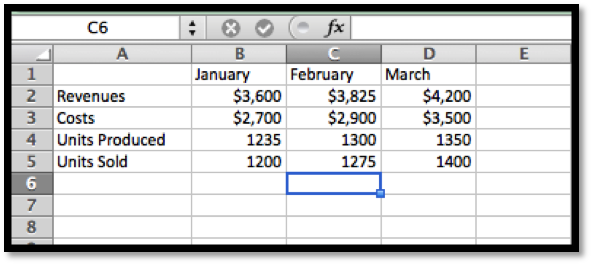 C6 fx
A B C D E
1 January February March
2 Revenues $3,600 $3,825 $4,200
3 Costs $2,700 $2,900 $3,500
4 Units Produced 1235 1300 1350
5 Units Sold 1200 1275 1400
6
7
8